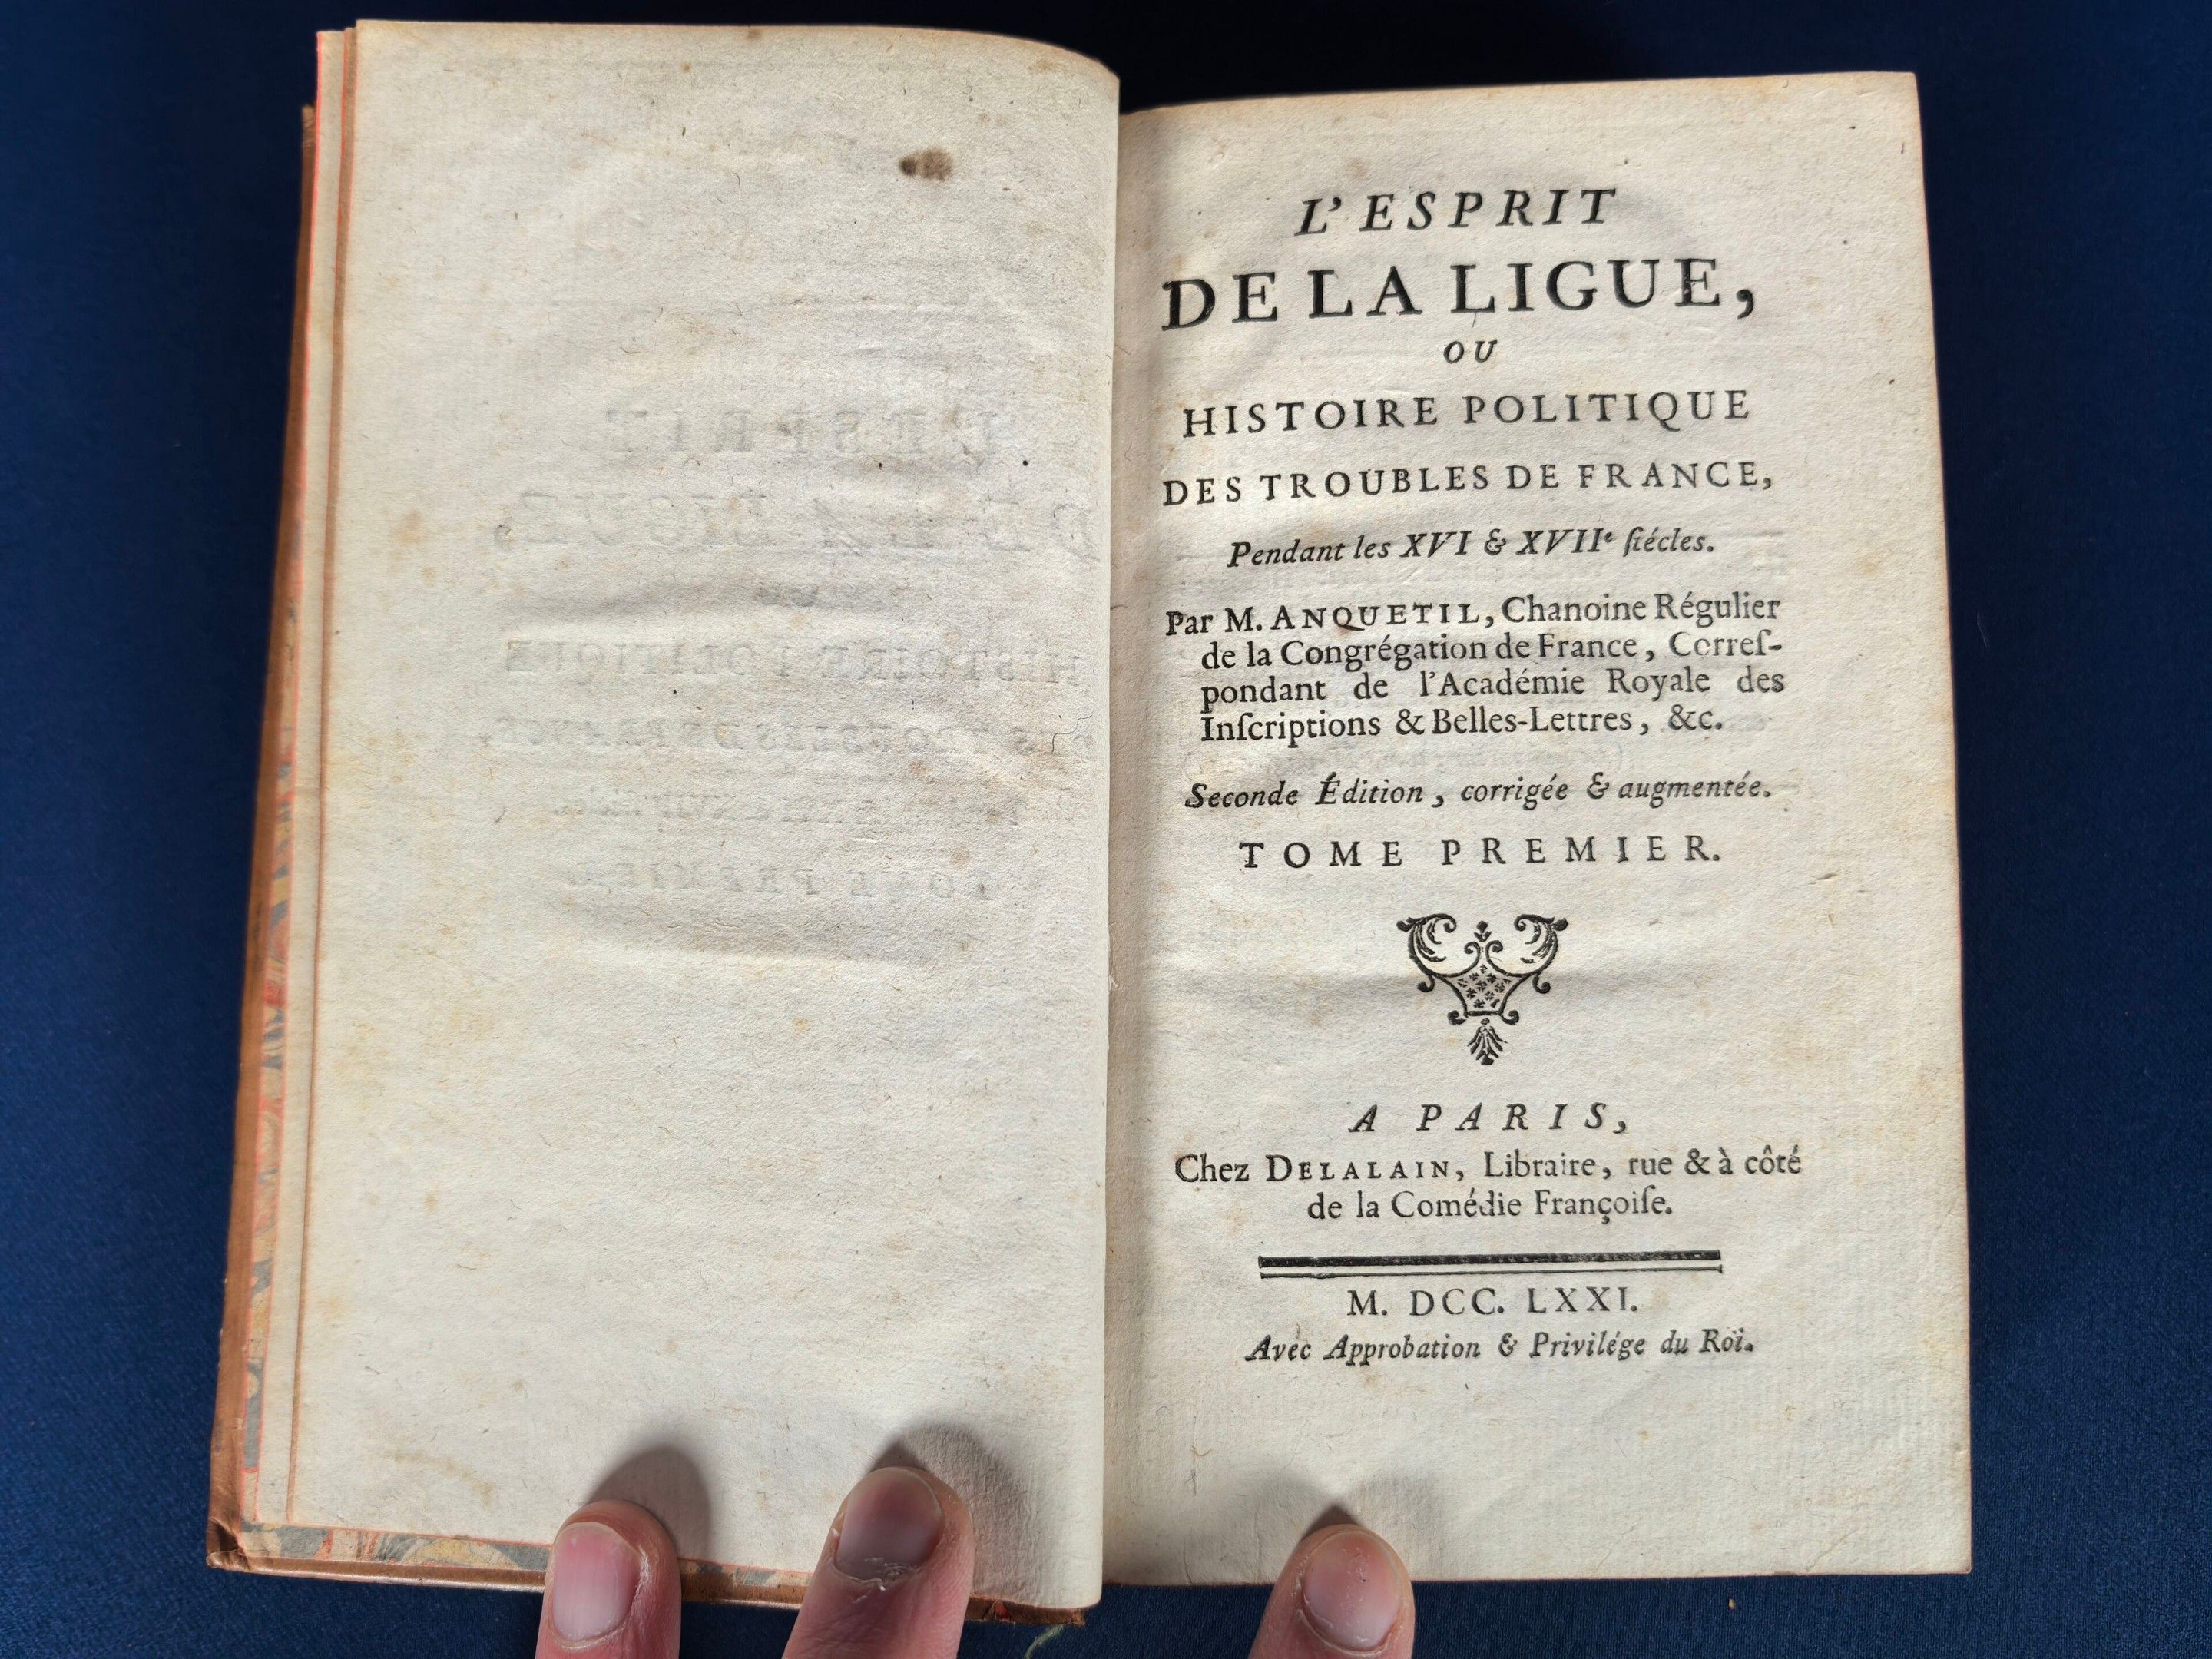 L'ESPRIT
DE LA LIGUE,
OU
HISTOIRE POLITIQUE
DES TROUBLES DE FRANCE,
Pendant les XVI & XVIIe ſiécles.
Par M. ANQUETIL, Chanoine Régulier
de la Congrégation de France, Correſ-
pondant de l'Académie Royale des
Inſcriptions & Belles-Lettres, &c.
Seconde Édition, corrigée & augmentée.
TOME PREMIER.
A PARIS,
Chez DELALAIN, Libraire, rue & à côté
de la Comédie Françoiſe.
M. DCC. LXXI.
Avec Approbation & Privilége du Roi.